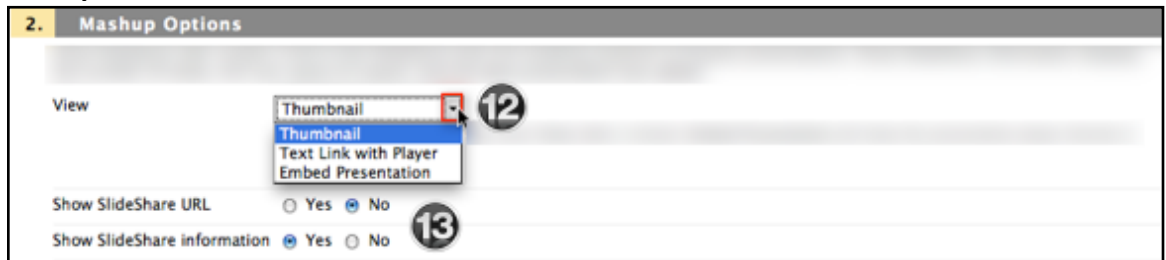 2. Mashup Options
View Thumbnail 12
Thumbnail
Text Link with Player
Embed Presentation
Show SlideShare URL Yes No
13
Show SlideShare information Yes No